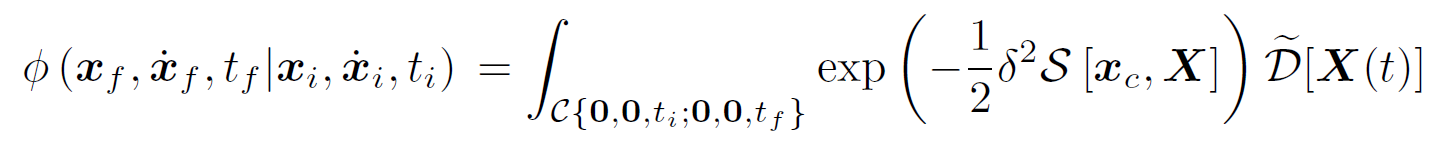 ϕ (𝒙_f, 𝒙̇_f, t_f | 𝒙_i, 𝒙̇_i, t_i) = ∫_{𝒞{𝟎,𝟎,t_i;𝟎,𝟎,t_f}} exp (−1/2 δ² 𝒮 [𝒙_c, 𝑿]) 𝒟̃[𝑿(t)]